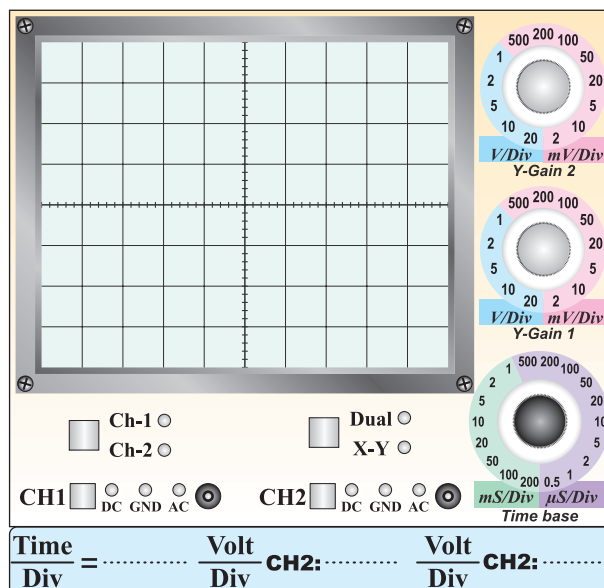 500 200 100
1 50
2 20
5 5
10 10
20 2
V/Div mV/Div
Y-Gain 2
500 200 100
1 50
2 20
5 5
10 10
20 2
V/Div mV/Div
Y-Gain 1
1 500 200
2 100
5 50
10 20
20 10
50 5
100 2
200 0.5 1
mS/Div µS/Div
Time base
Ch-1
Ch-2
Dual
X-Y
CH1 DC GND AC
CH2 DC GND AC
Time/Div = ............ Volt/Div CH2: ............ Volt/Div CH2: ............